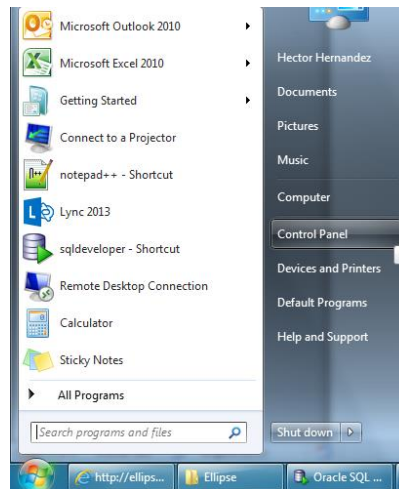 Microsoft Outlook 2010
Microsoft Excel 2010
Getting Started
Connect to a Projector
notepad++ - Shortcut
Lync 2013
sqldeveloper - Shortcut
Remote Desktop Connection
Calculator
Sticky Notes
All Programs
Search programs and files
Hector Hernandez
Documents
Pictures
Music
Computer
Control Panel
Devices and Printers
Default Programs
Help and Support
Shut down
http://ellips...
Ellipse
Oracle SQL ...